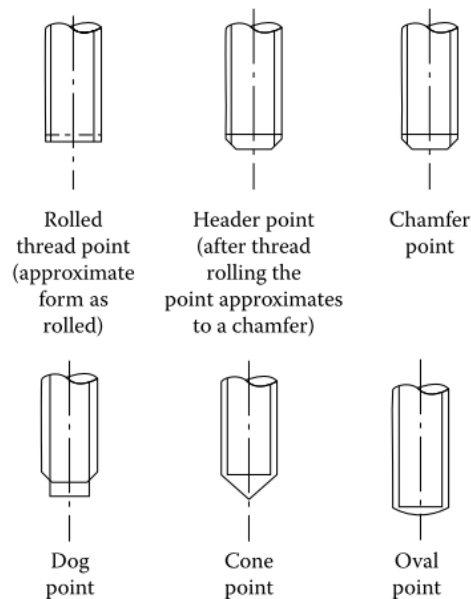 Rolled
thread point
(approximate
form as
rolled)
Header point
(after thread
rolling the
point approximates
to a chamfer)
Chamfer
point
Dog
point
Cone
point
Oval
point